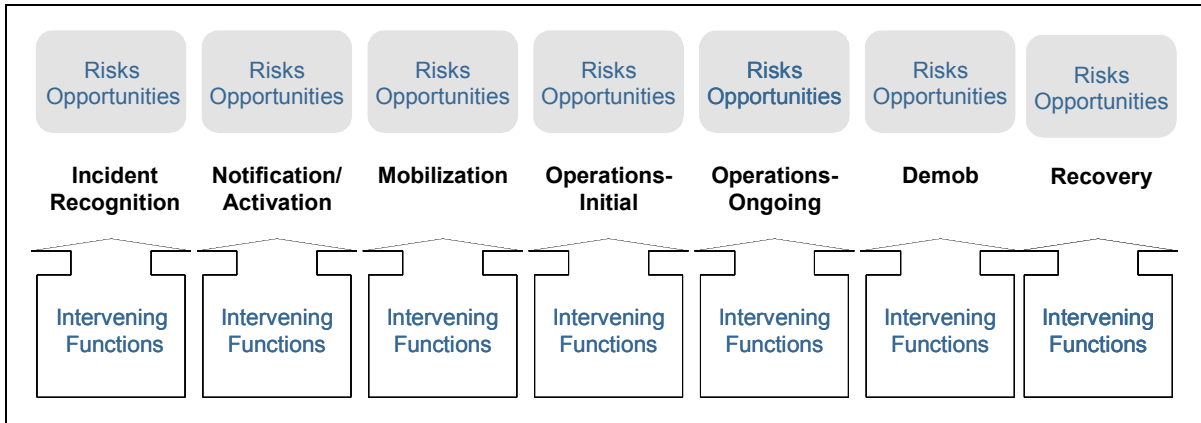 Risks
Opportunities
Risks
Opportunities
Risks
Opportunities
Risks
Opportunities
Risks
Opportunities
Risks
Opportunities
Risks
Opportunities
Incident
Recognition
Notification/
Activation
Mobilization
Operations-
Initial
Operations-
Ongoing
Demob
Recovery
Intervening
Functions
Intervening
Functions
Intervening
Functions
Intervening
Functions
Intervening
Functions
Intervening
Functions
Intervening
Functions